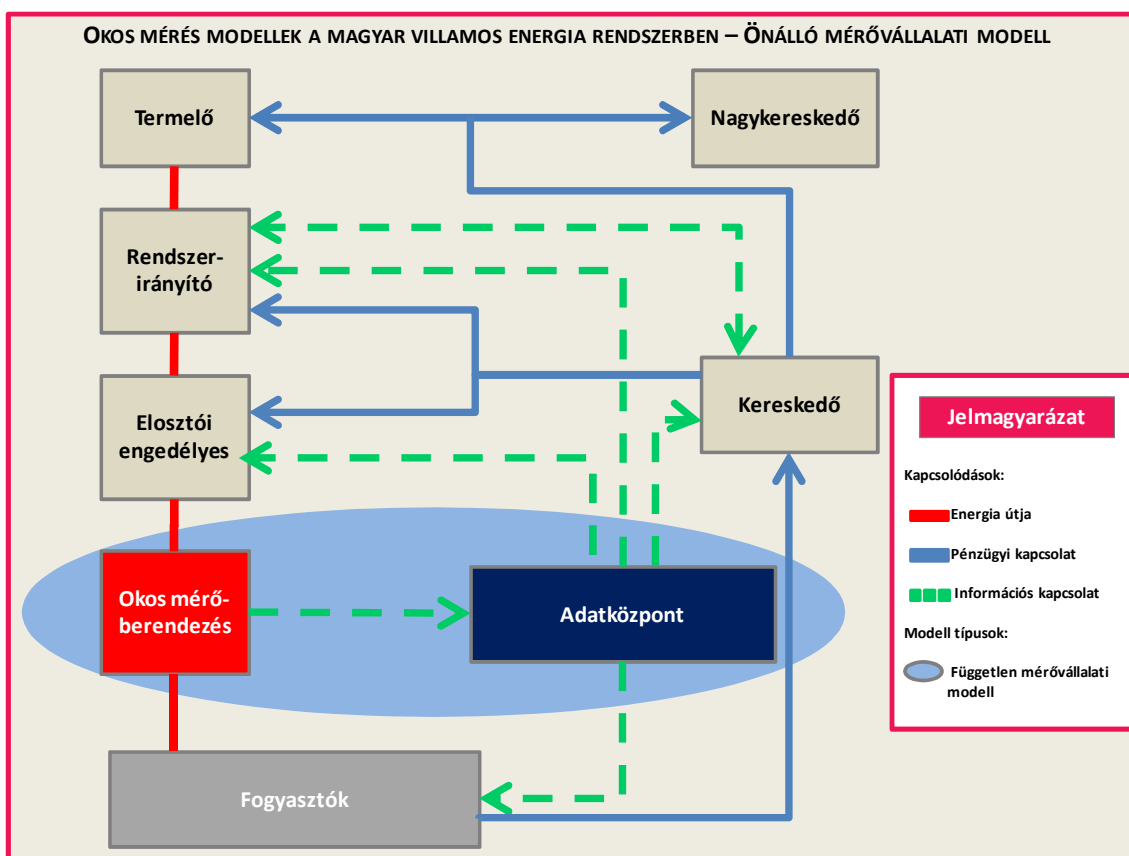 OKOS MÉRÉS MODELLEK A MAGYAR VILLAMOS ENERGIA RENDSZERBEN – ÖNÁLLÓ MÉRŐVÁLLALATI MODELL
Termelő
Nagykereskedő
Rendszer-
irányító
Elosztói
engedélyes
Kereskedő
Okos mérő-
berendezés
Adatközpont
Fogyasztók
Jelmagyarázat
Kapcsolódások:
Energia útja
Pénzügyi kapcsolat
Információs kapcsolat
Modell típusok:
Független mérővállalati
modell